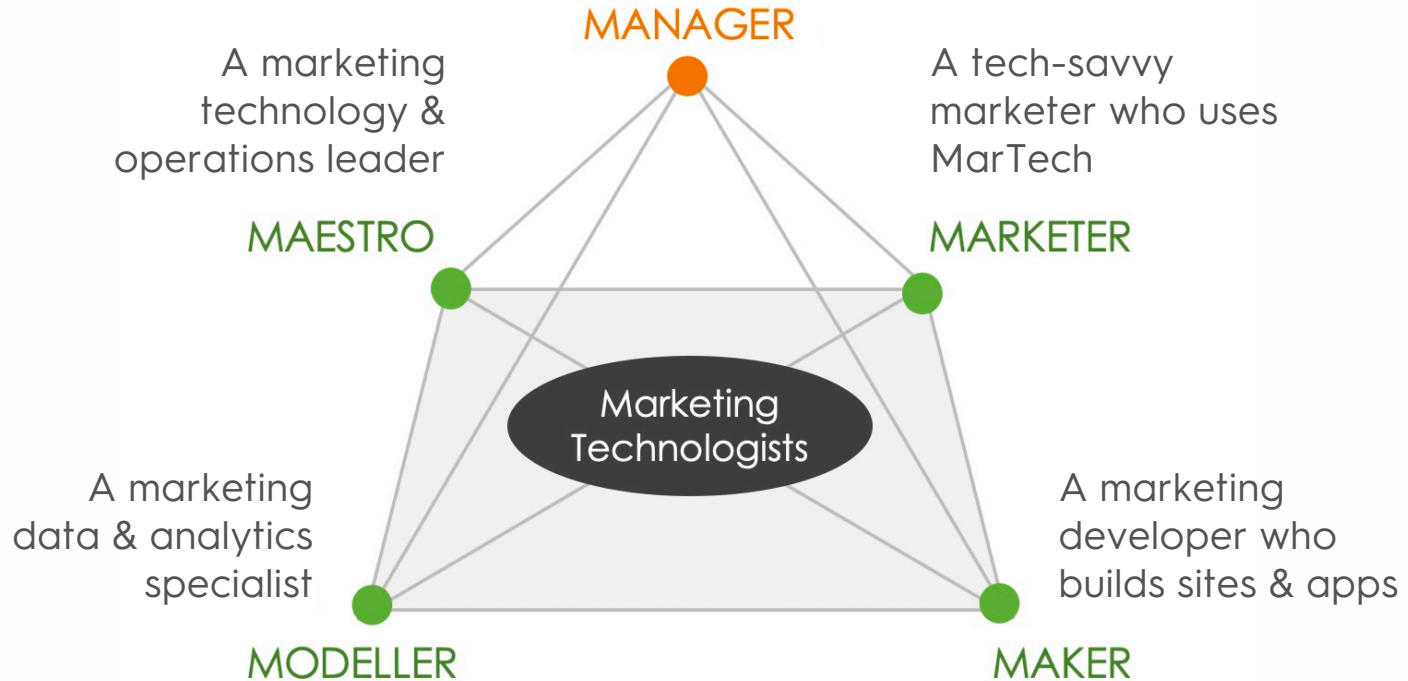 MANAGER
A marketing
technology &
operations leader
A tech-savvy
marketer who uses
MarTech
MAESTRO
MARKETER
Marketing
Technologists
A marketing
data & analytics
specialist
A marketing
developer who
builds sites & apps
MODELLER
MAKER